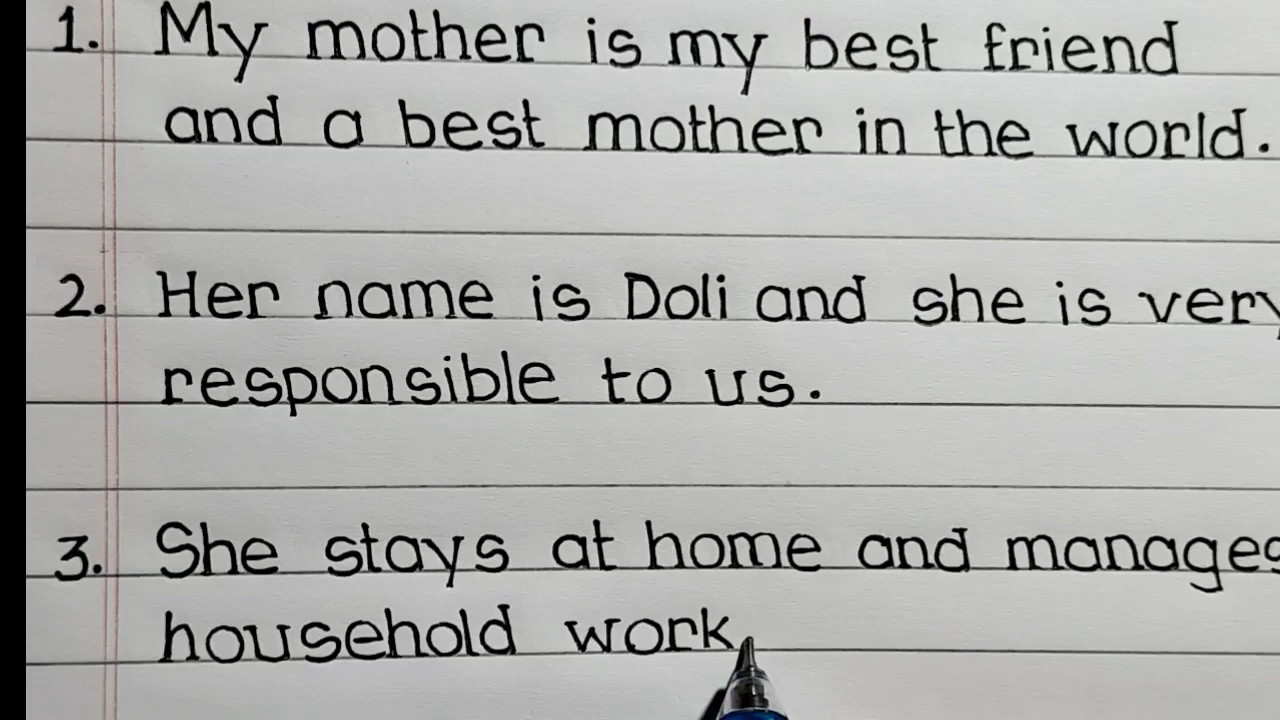 1. My mother is my best friend
and a best mother in the world.
2. Her name is Doli and she is very
responsible to us.
3. She stays at home and manages
household work